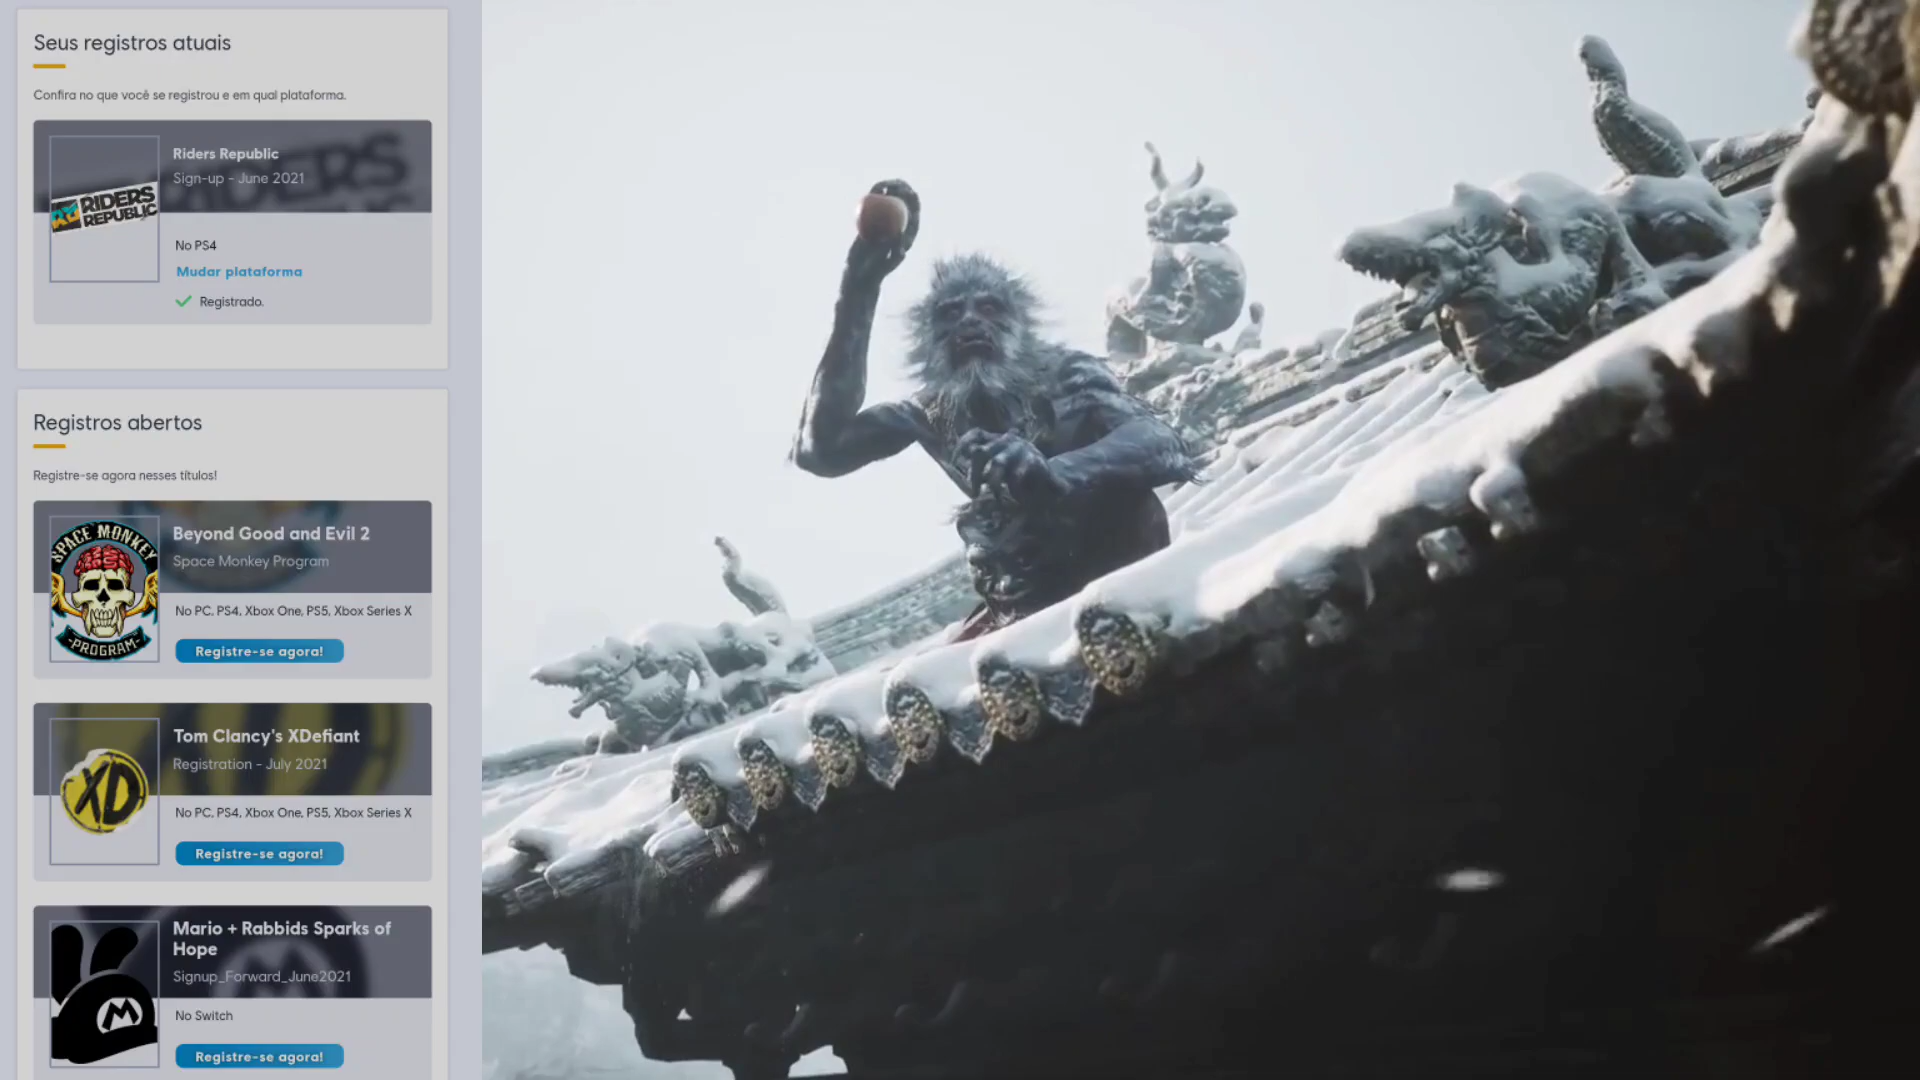 Seus registros atuais
Confira no que você se registrou e em qual plataforma.
RIDERS
REPUBLIC
Riders Republic
Sign-up - June 2021
No PS4
Mudar plataforma
Registrado.
Registros abertos
Registre-se agora nesses títulos!
SPACE MONKEY
-PROGRAM-
Beyond Good and Evil 2
Space Monkey Program
No PC, PS4, Xbox One, PS5, Xbox Series X
Registre-se agora!
XD
Tom Clancy's XDefiant
Registration - July 2021
No PC, PS4, Xbox One, PS5, Xbox Series X
Registre-se agora!
M
Mario + Rabbids Sparks of
Hope
Signup_Forward_June2021
No Switch
Registre-se agora!